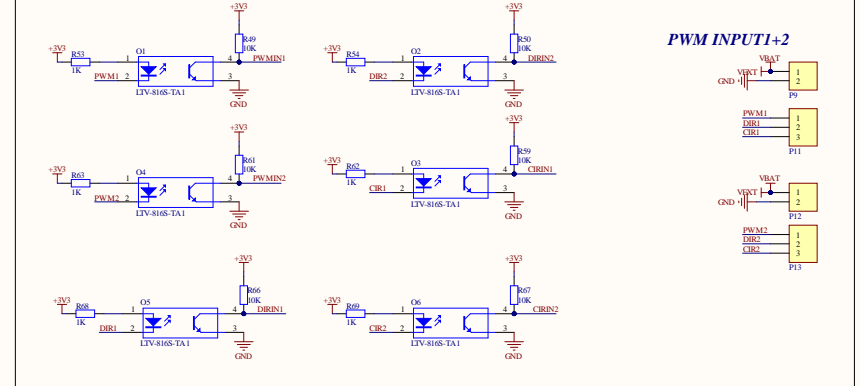 +3V3
+3V3
R49
10K
R50
10K
PWM INPUT1+2
+3V3
R53
1K
O1
1
4
PWMIN1
PWM1
2
3
LTV-816S-TA1
GND
+3V3
R54
1K
O2
1
4
DIRIN2
DIR2
2
3
LTV-816S-TA1
GND
VBAT
VEXT
GND
1
2
P9
PWM1
DIR1
CIR1
1
2
3
P11
+3V3
R61
10K
+3V3
R63
1K
O4
1
4
PWMIN2
PWM2
2
3
LTV-816S-TA1
GND
+3V3
R59
10K
+3V3
R62
1K
O3
1
4
CIRIN1
CIR1
2
3
LTV-816S-TA1
GND
VBAT
VEXT
GND
1
2
P12
PWM2
DIR2
CIR2
1
2
3
P13
+3V3
R66
10K
+3V3
R68
1K
O5
1
4
DIRIN1
DIR1
2
3
LTV-816S-TA1
GND
+3V3
R67
10K
+3V3
R69
1K
O6
1
4
CIRIN2
CIR2
2
3
LTV-816S-TA1
GND